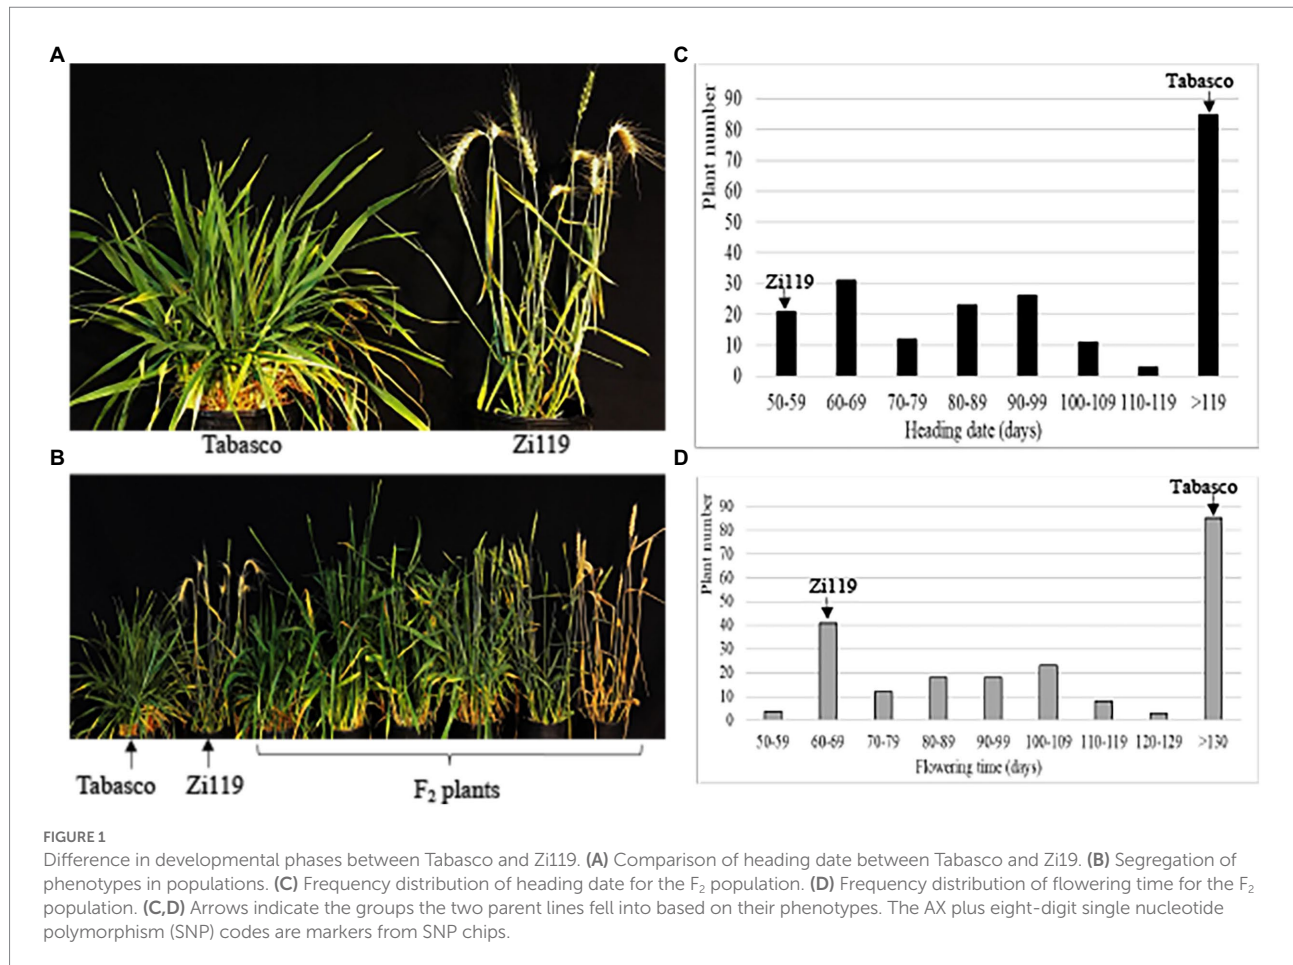 A
Tabasco
Zi119
B
Tabasco
Zi119
F₂ plants
C
Plant number
90
80
70
60
50
40
30
20
10
0
Tabasco
Zi119
50-59 60-69 70-79 80-89 90-99 100-109 110-119 >119
Heading date (days)
D
Plant number
90
80
70
60
50
40
30
20
10
0
Tabasco
Zi119
50-59 60-69 70-79 80-89 90-99 100-109 110-119 120-129 >130
Flowering time (days)
FIGURE 1
Difference in developmental phases between Tabasco and Zi119. (A) Comparison of heading date between Tabasco and Zi19. (B) Segregation of
phenotypes in populations. (C) Frequency distribution of heading date for the F₂ population. (D) Frequency distribution of flowering time for the F₂
population. (C,D) Arrows indicate the groups the two parent lines fell into based on their phenotypes. The AX plus eight-digit single nucleotide
polymorphism (SNP) codes are markers from SNP chips.